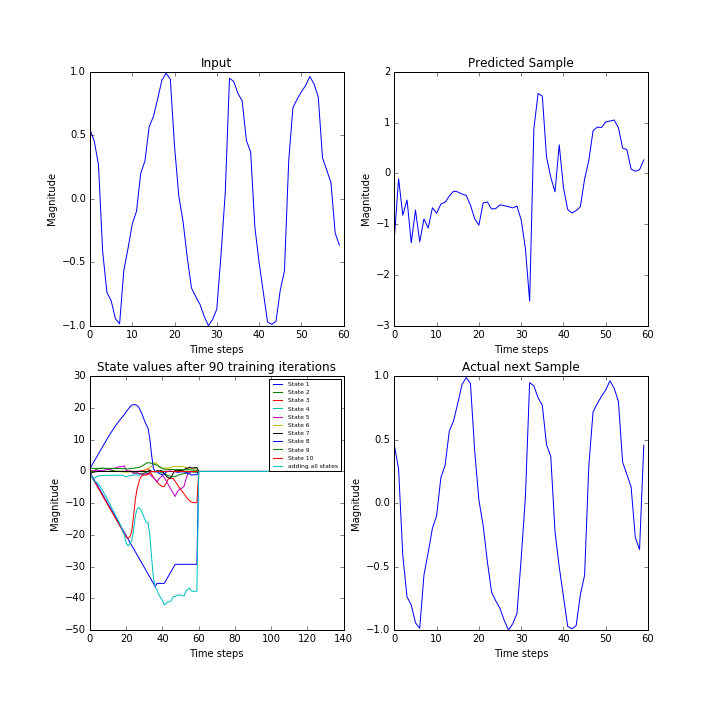 Input
1.0
0.5
0.0
−0.5
−1.0
Magnitude
0 10 20 30 40 50 60
Time steps
Predicted Sample
2
1
0
−1
−2
−3
Magnitude
0 10 20 30 40 50 60
Time steps
State values after 90 training iterations
30
20
10
0
−10
−20
−30
−40
−50
Magnitude
0 20 40 60 80 100 120 140
Time steps
State 1
State 2
State 3
State 4
State 5
State 6
State 7
State 8
State 9
State 10
adding all states
Actual next Sample
1.0
0.5
0.0
−0.5
−1.0
Magnitude
0 10 20 30 40 50 60
Time steps